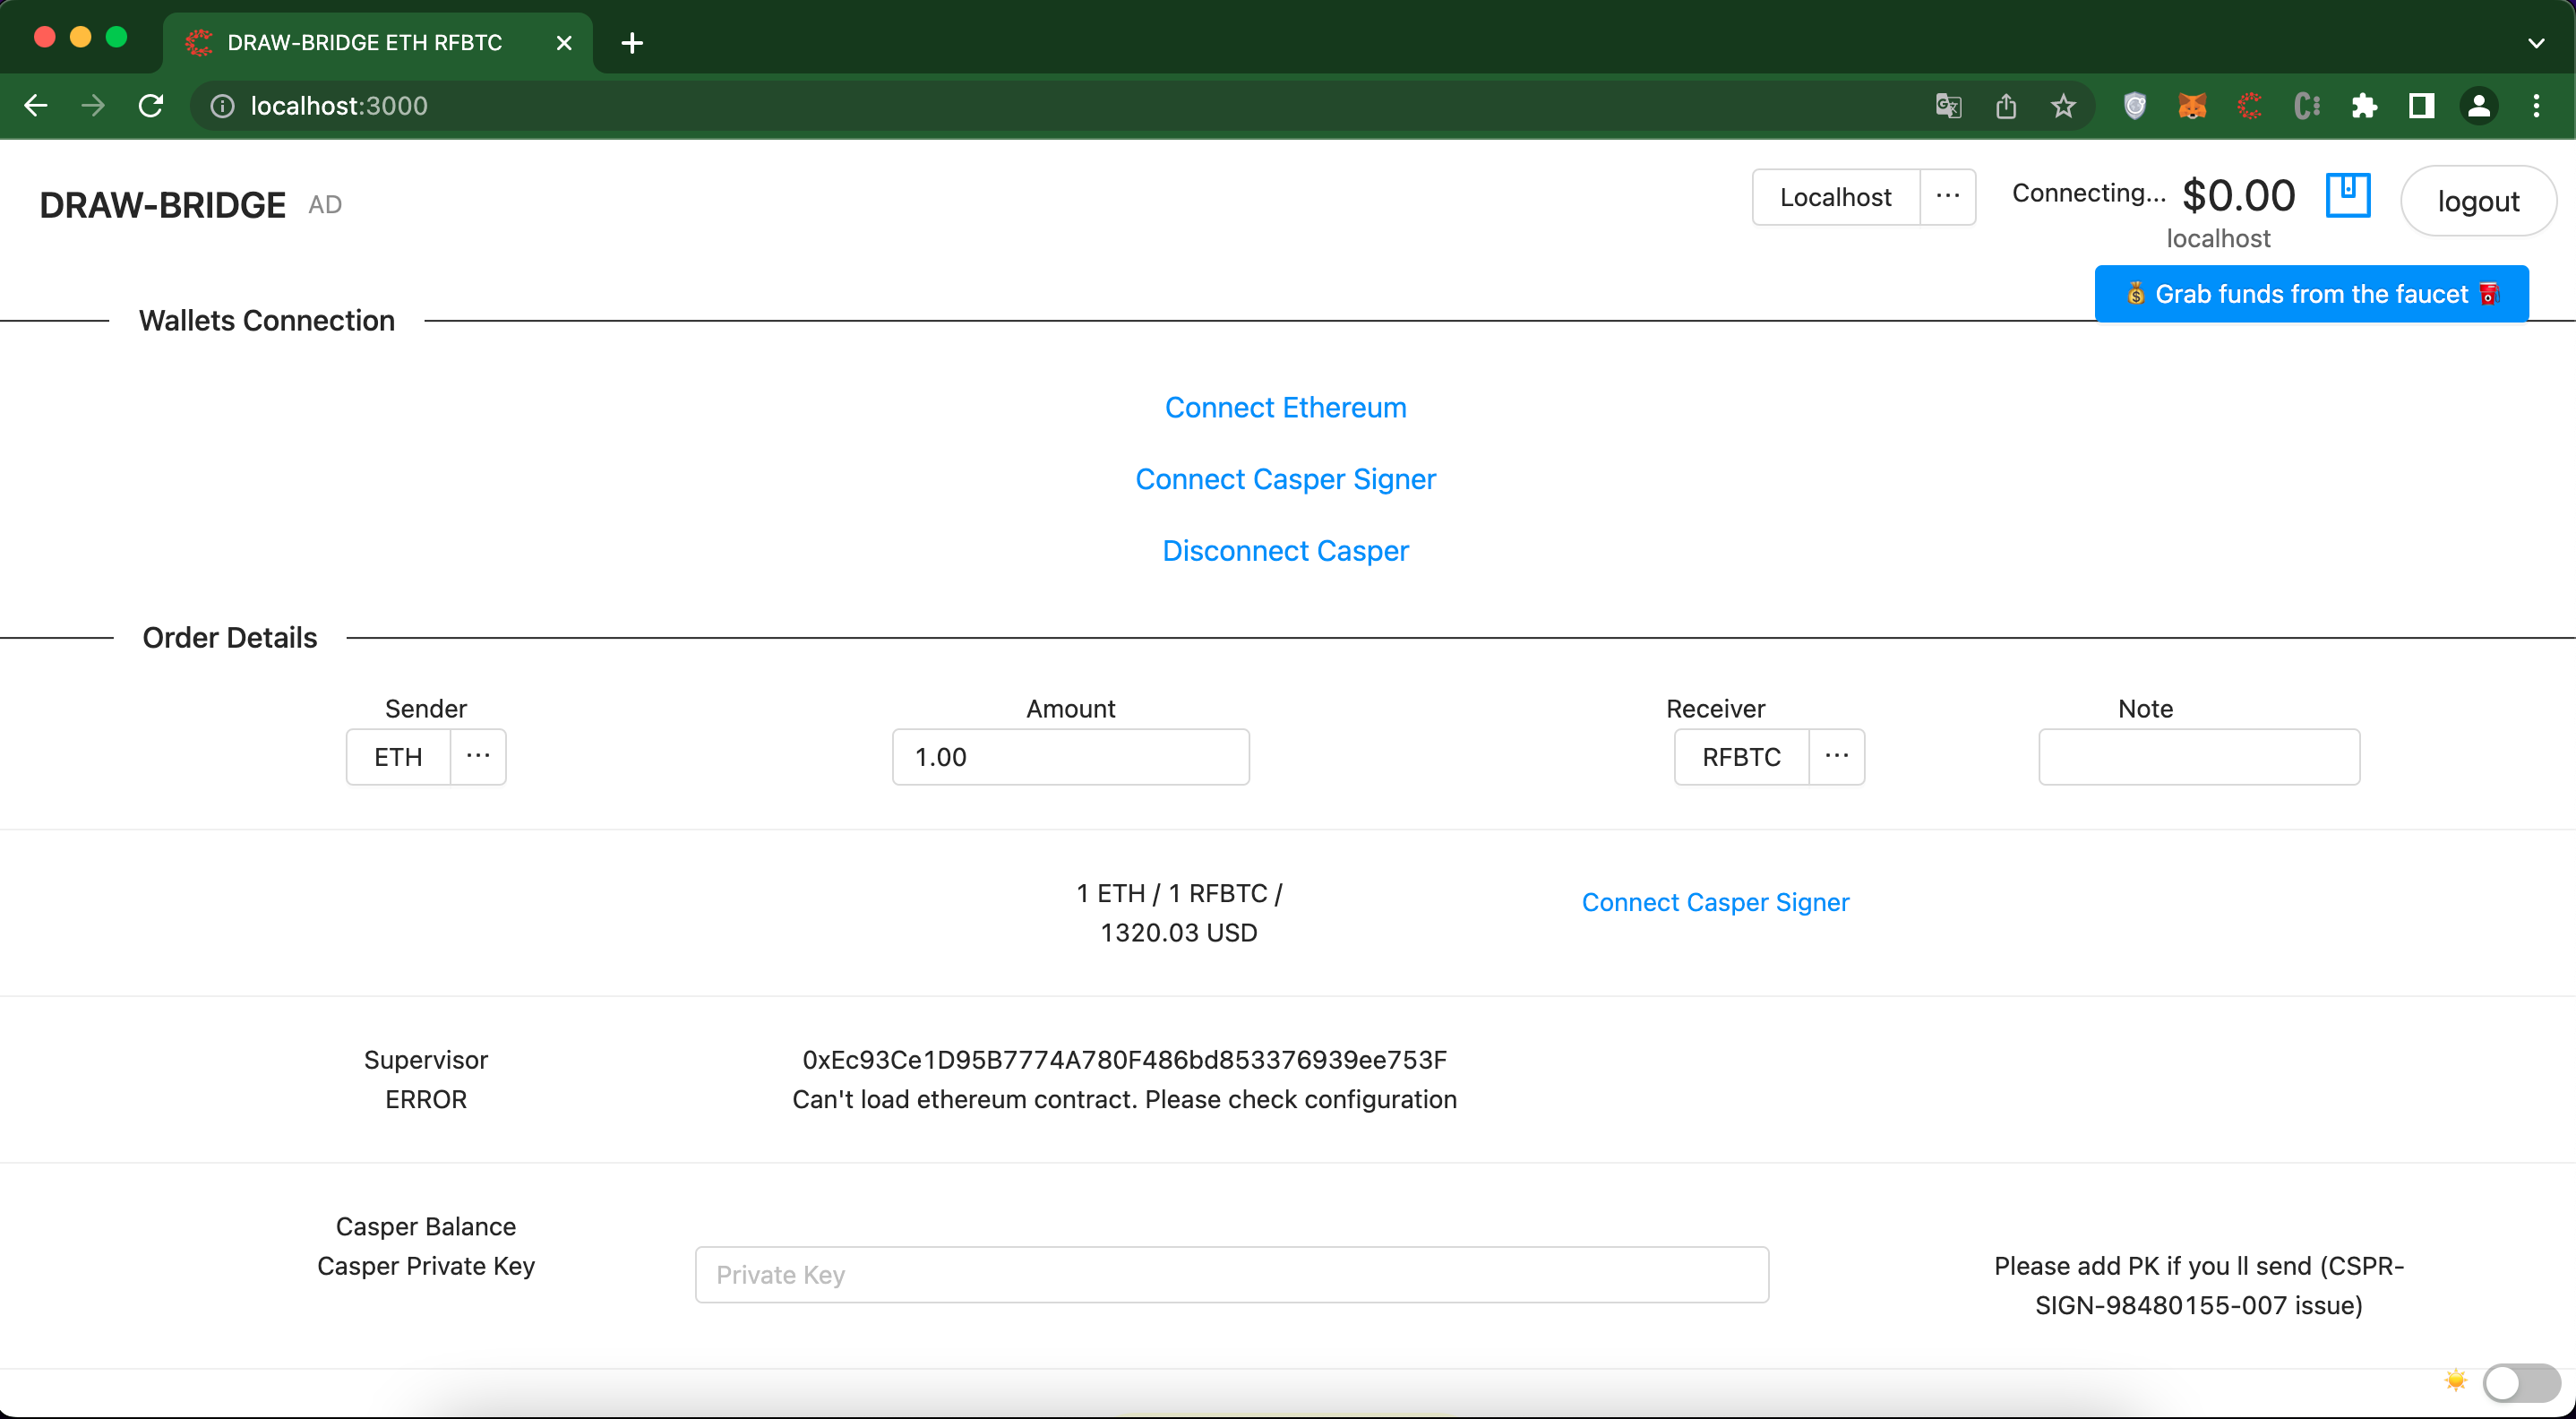 DRAW-BRIDGE ETH RFBTC
localhost:3000
DRAW-BRIDGE AD
Localhost ···
Connecting... $0.00
logout
localhost
💰 Grab funds from the faucet ⛽
Wallets Connection
Connect Ethereum
Connect Casper Signer
Disconnect Casper
Order Details
Sender Amount Receiver Note
ETH ··· 1.00 RFBTC ···
1 ETH / 1 RFBTC /
1320.03 USD
Connect Casper Signer
Supervisor 0xEc93Ce1D95B7774A780F486bd853376939ee753F
ERROR Can't load ethereum contract. Please check configuration
Casper Balance
Casper Private Key
Private Key
Please add PK if you ll send (CSPR-
SIGN-98480155-007 issue)